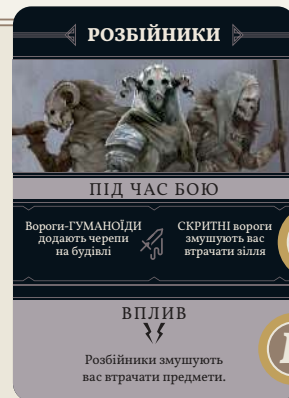 РОЗБІЙНИКИ
ПІД ЧАС БОЮ
Вороги-ГУМАНОЇДИ
додають черепи
на будівлі
СКРИТНІ вороги
змушують вас
втрачати зілля
ВПЛИВ
Розбійники змушують
вас втрачати предмети.